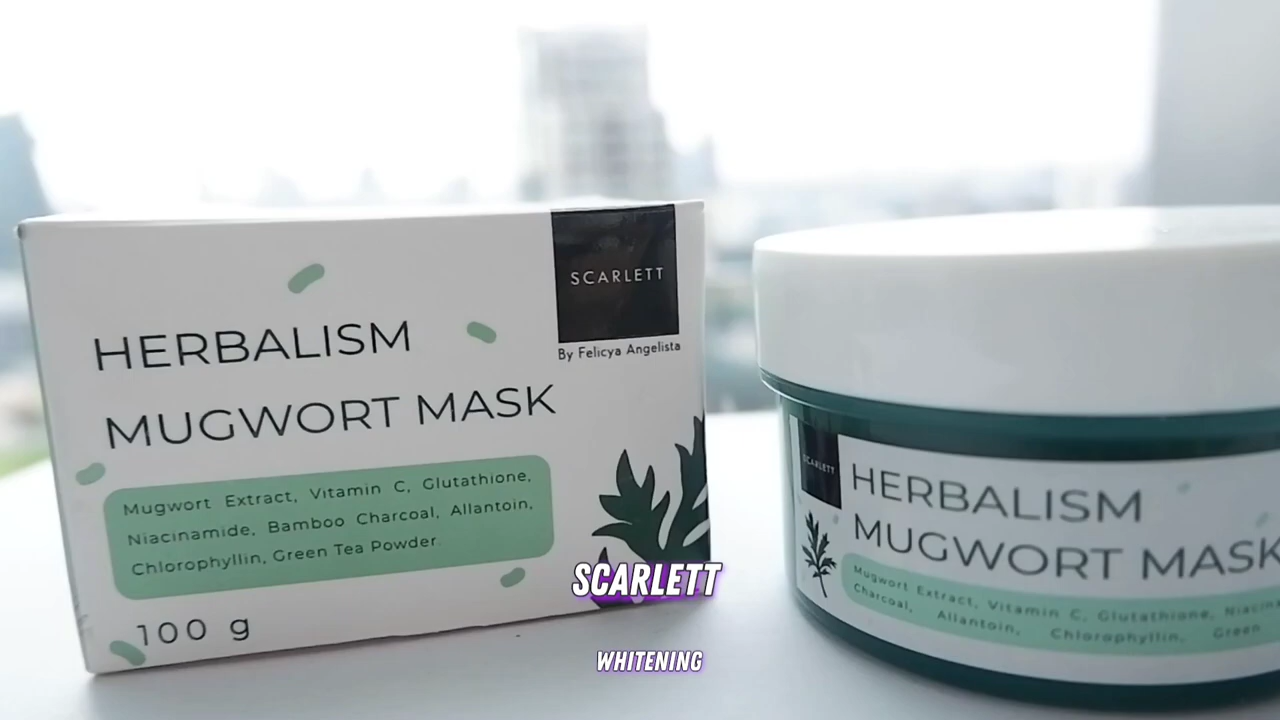 SCARLETT
By Felicya Angelista
HERBALISM
MUGWORT MASK
Mugwort Extract, Vitamin C, Glutathione,
Niacinamide, Bamboo Charcoal, Allantoin,
Chlorophyllin, Green Tea Powder
100 g
SCARLETT
HERBALISM
MUGWORT MASK
Mugwort Extract, Vitamin C, Glutathione,
Charcoal, Allantoin, Chlorophyllin, Green
SCARLETT
WHITENING